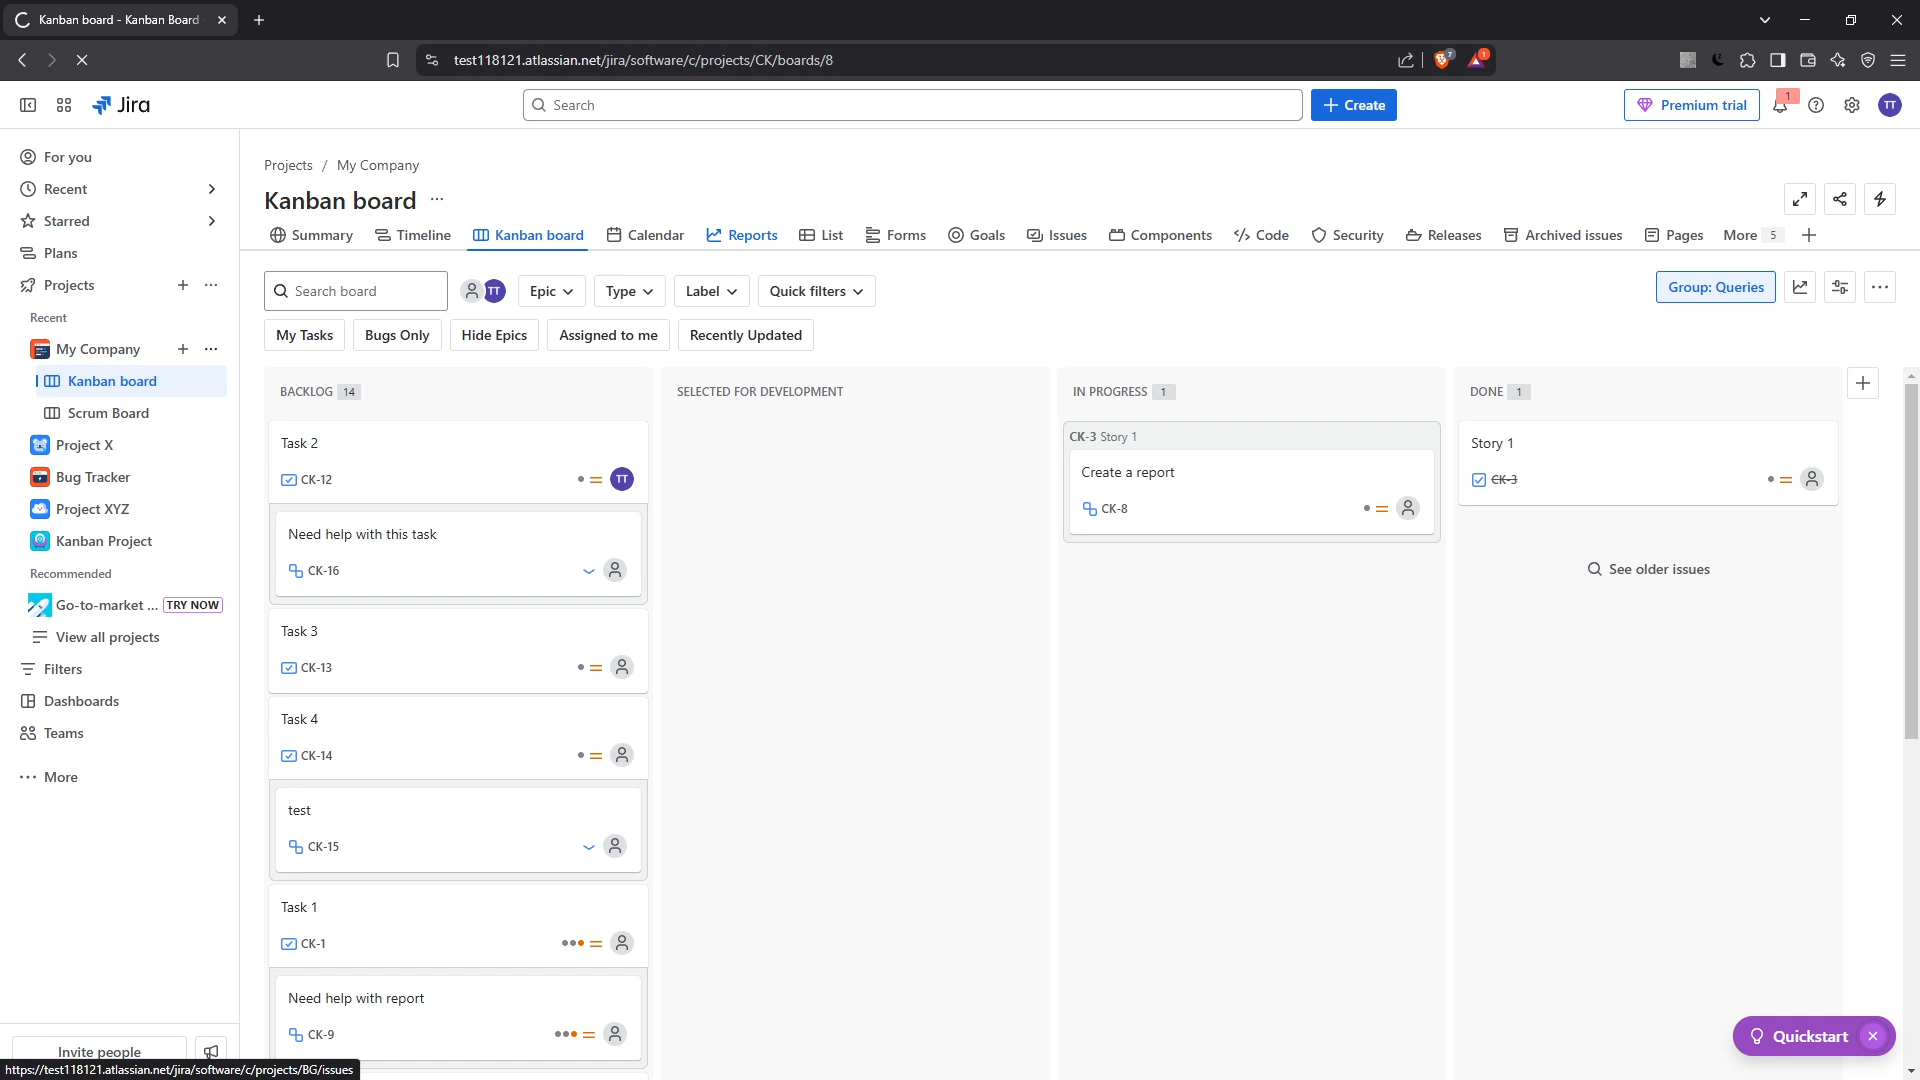 Kanban board - Kanban Board
test118121.atlassian.net/jira/software/c/projects/CK/boards/8
7
1
Jira
Search
Create
Premium trial
1
TT
For you
Recent
Starred
Plans
Projects
Recent
My Company
Kanban board
Scrum Board
Project X
Bug Tracker
Project XYZ
Kanban Project
Recommended
Go-to-market ... TRY NOW
View all projects
Filters
Dashboards
Teams
More
Invite people
https://test118121.atlassian.net/jira/software/c/projects/BG/issues
Projects / My Company
Kanban board
Summary
Timeline
Kanban board
Calendar
Reports
List
Forms
Goals
Issues
Components
Code
Security
Releases
Archived issues
Pages
More 5
Search board
TT
Epic
Type
Label
Quick filters
Group: Queries
My Tasks
Bugs Only
Hide Epics
Assigned to me
Recently Updated
BACKLOG 14
Task 2
CK-12
TT
Need help with this task
CK-16
Task 3
CK-13
Task 4
CK-14
test
CK-15
Task 1
CK-1
Need help with report
CK-9
SELECTED FOR DEVELOPMENT
IN PROGRESS 1
CK-3 Story 1
Create a report
CK-8
DONE 1
Story 1
CK-3
See older issues
Quickstart